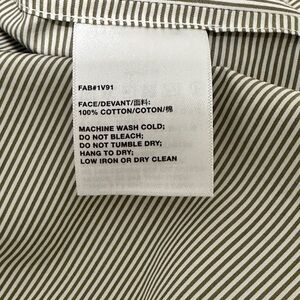 FAB#1V91
FACE/DEVANT/面料:
100% COTTON/COTON/棉
MACHINE WASH COLD;
DO NOT BLEACH;
DO NOT TUMBLE DRY;
HANG TO DRY;
LOW IRON OR DRY CLEAN